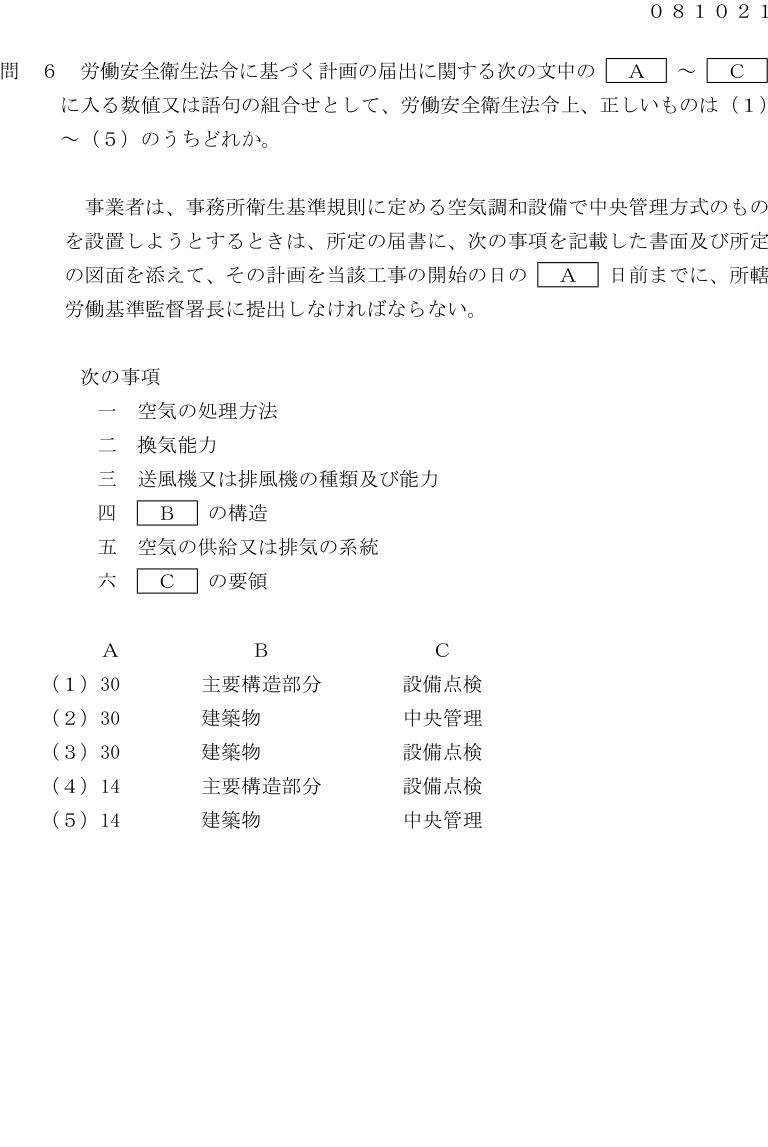 ０８１０２１
問　６　労働安全衛生法令に基づく計画の届出に関する次の文中の Ａ ～ Ｃ
に入る数値又は語句の組合せとして、労働安全衛生法令上、正しいものは（１）
～（５）のうちどれか。
事業者は、事務所衛生基準規則に定める空気調和設備で中央管理方式のもの
を設置しようとするときは、所定の届書に、次の事項を記載した書面及び所定
の図面を添えて、その計画を当該工事の開始の日の Ａ 日前までに、所轄
労働基準監督署長に提出しなければならない。
次の事項
一　空気の処理方法
二　換気能力
三　送風機又は排風機の種類及び能力
四　Ｂ の構造
五　空気の供給又は排気の系統
六　Ｃ の要領
Ａ　Ｂ　Ｃ
（１）30　主要構造部分　設備点検
（２）30　建築物　中央管理
（３）30　建築物　設備点検
（４）14　主要構造部分　設備点検
（５）14　建築物　中央管理